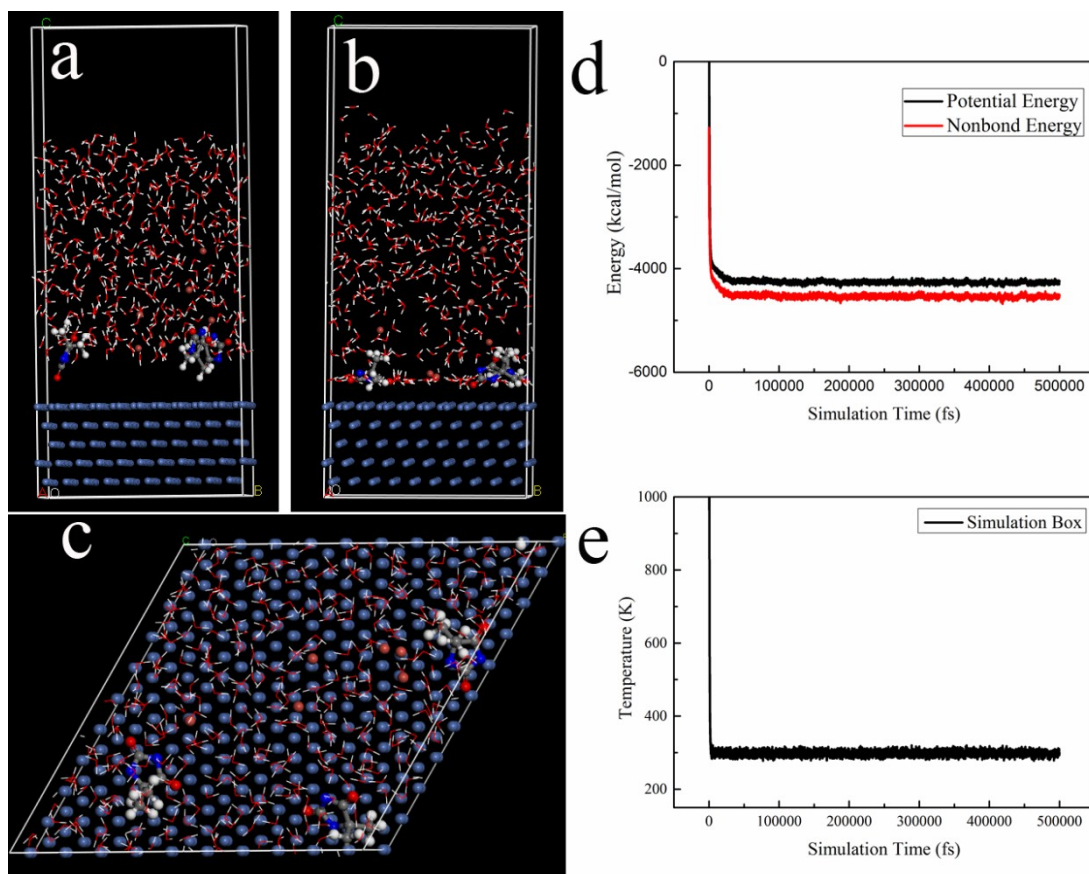 a
C
A
O
B
b
C
A
O
B
c
C
O
d
Energy (kcal/mol)
0
-2000
-4000
-6000
Potential Energy
Nonbond Energy
0 100000 200000 300000 400000 500000
Simulation Time (fs)
e
Temperature (K)
1000
800
600
400
300
200
Simulation Box
0 100000 200000 300000 400000 500000
Simulation Time (fs)